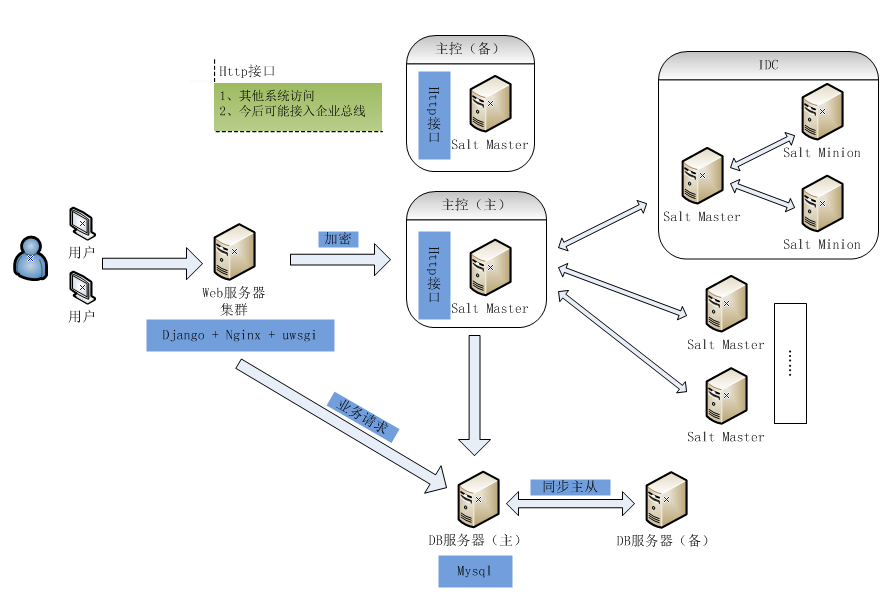 主控（备）
Http接口
Salt Master
Http接口
1、其他系统访问
2、今后可能接入企业总线
IDC
Salt Minion
Salt Master
Salt Minion
用户
用户
Web服务器
集群
Django + Nginx + uwsgi
加密
主控（主）
Http接口
Salt Master
Salt Master
Salt Master
……
业务请求
同步主从
DB服务器（主）
DB服务器（备）
Mysql